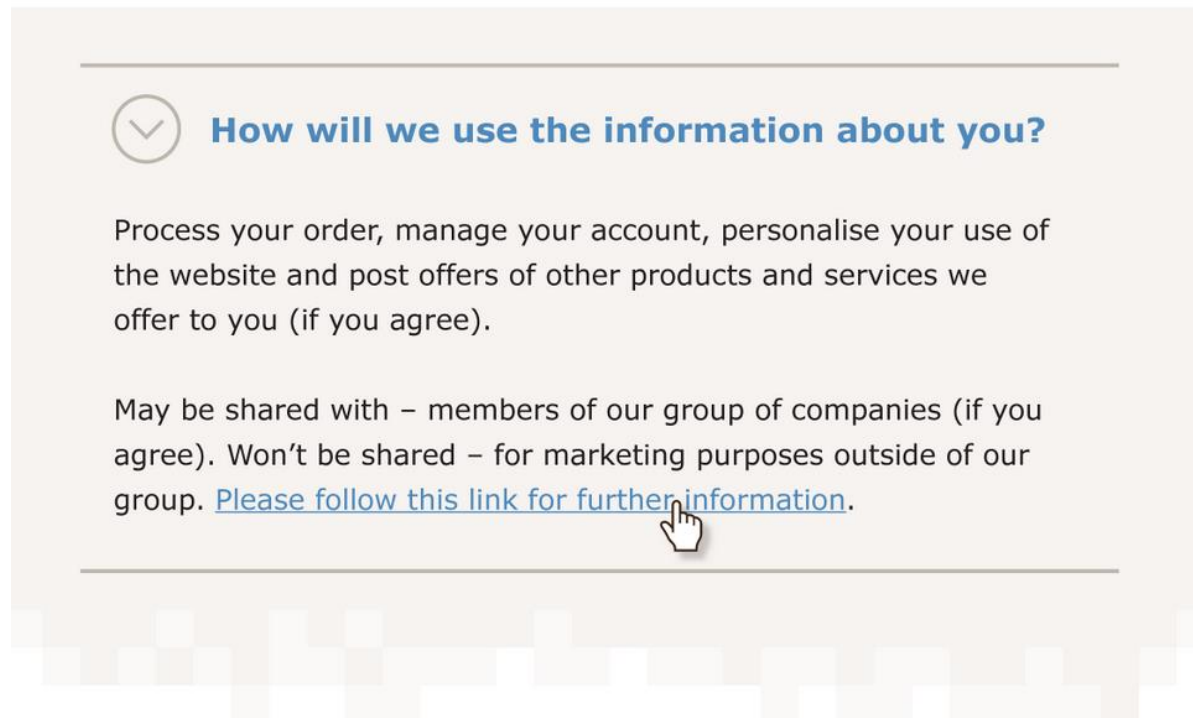 How will we use the information about you?
Process your order, manage your account, personalise your use of
the website and post offers of other products and services we
offer to you (if you agree).
May be shared with – members of our group of companies (if you
agree). Won’t be shared – for marketing purposes outside of our
group. Please follow this link for further information.